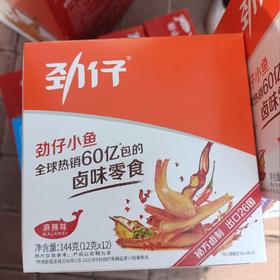 劲仔
劲仔小鱼
全球热销60亿包的
卤味零食
麻辣味
MALAWEI
秘方卤制 出口26国
净含量:144克(12克x12)